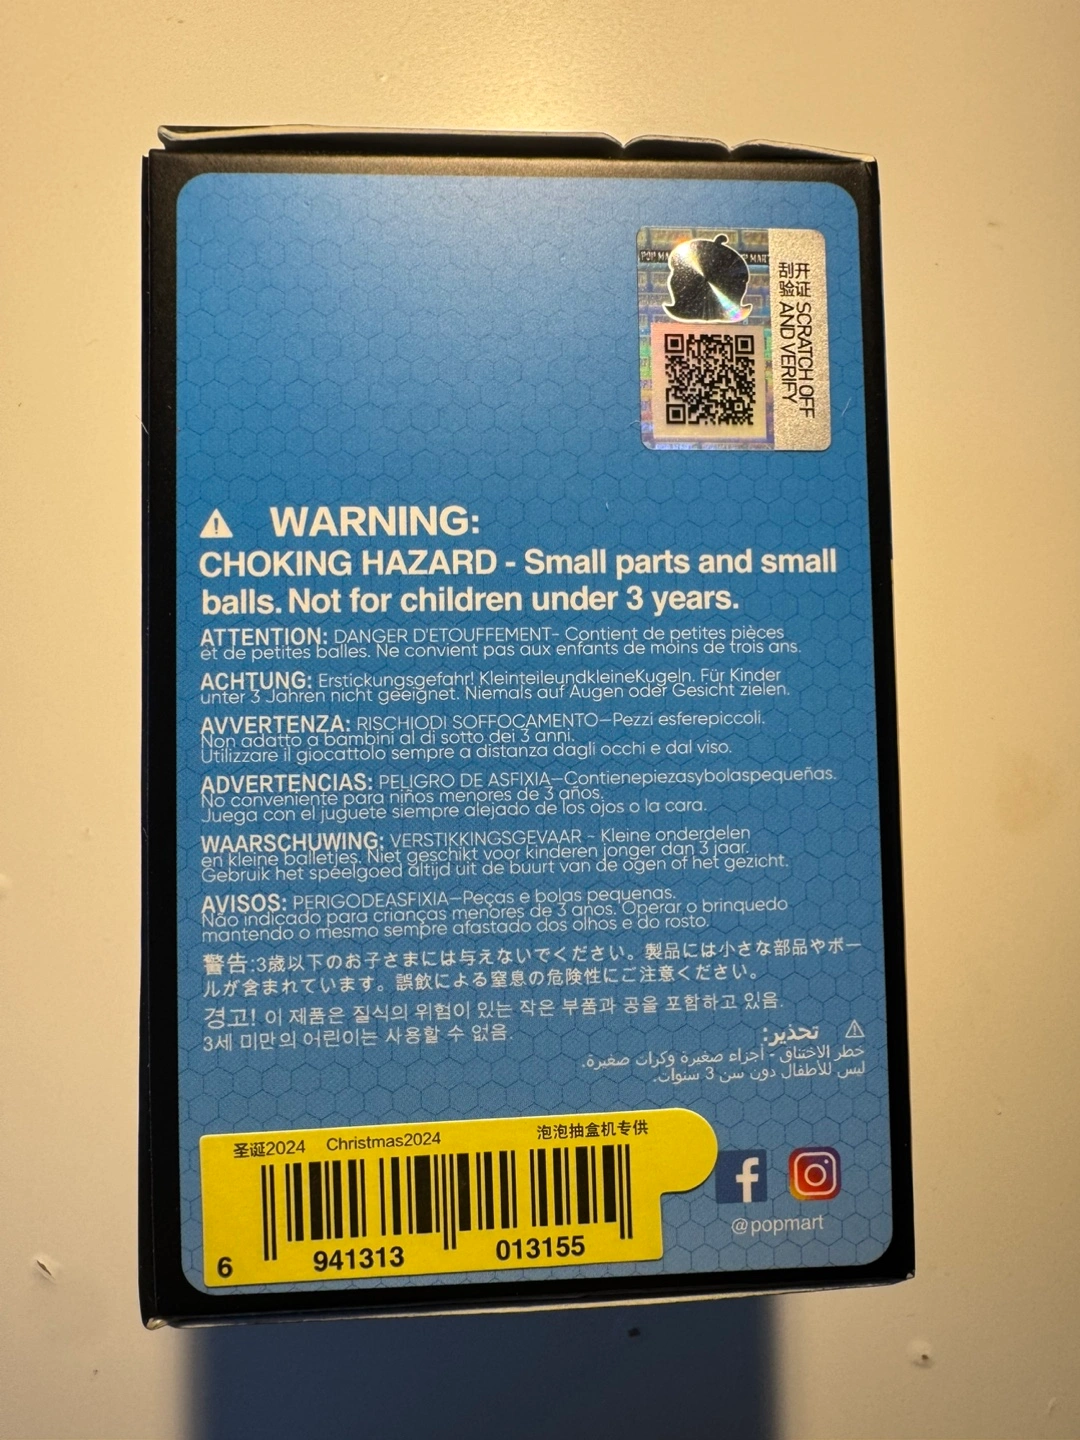 POP MA
P MART
刮开
验证 SCRATCH OFF
AND VERIFY
WARNING:
CHOKING HAZARD - Small parts and small
balls. Not for children under 3 years.
ATTENTION: DANGER D'ETOUFFEMENT- Contient de petites pièces
et de petites balles. Ne convient pas aux enfants de moins de trois ans.
ACHTUNG: Erstickungsgefahr! KleinteileundkleineKugeln. Für Kinder
unter 3 Jahren nicht geeignet. Niemals auf Augen oder Gesicht zielen.
AVVERTENZA: RISCHIODI SOFFOCAMENTO—Pezzi esferepiccoli.
Non adatto a bambini al di sotto dei 3 anni.
Utilizzare il giocattolo sempre a distanza dagli occhi e dal viso.
ADVERTENCIAS: PELIGRO DE ASFIXIA—Contienepiezasybolaspequeñas.
No conveniente para niños menores de 3 años.
Juega con el juguete siempre alejado de los ojos o la cara.
WAARSCHUWING: VERSTIKKINGSGEVAAR - Kleine onderdelen
en kleine balletjes. Niet geschikt voor kinderen jonger dan 3 jaar.
Gebruik het speelgoed altijd uit de buurt van de ogen of het gezicht.
AVISOS: PERIGODEASFIXIA—Peças e bolas pequenas.
Não indicado para crianças menores de 3 anos. Operar o brinquedo
mantendo o mesmo sempre afastado dos olhos e do rosto.
警告:3歳以下のお子さまには与えないでください。製品には小さな部品やボー
ルが含まれています。誤飲による窒息の危険性にご注意ください。
경고! 이 제품은 질식의 위험이 있는 작은 부품과 공을 포함하고 있음.
3세 미만의 어린이는 사용할 수 없음.
تحذير:
خطر الاختناق - أجزاء صغيرة وكرات صغيرة.
ليس للأطفال دون سن 3 سنوات.
圣诞2024 Christmas2024 泡泡抽盒机专供
6 941313 013155
@popmart